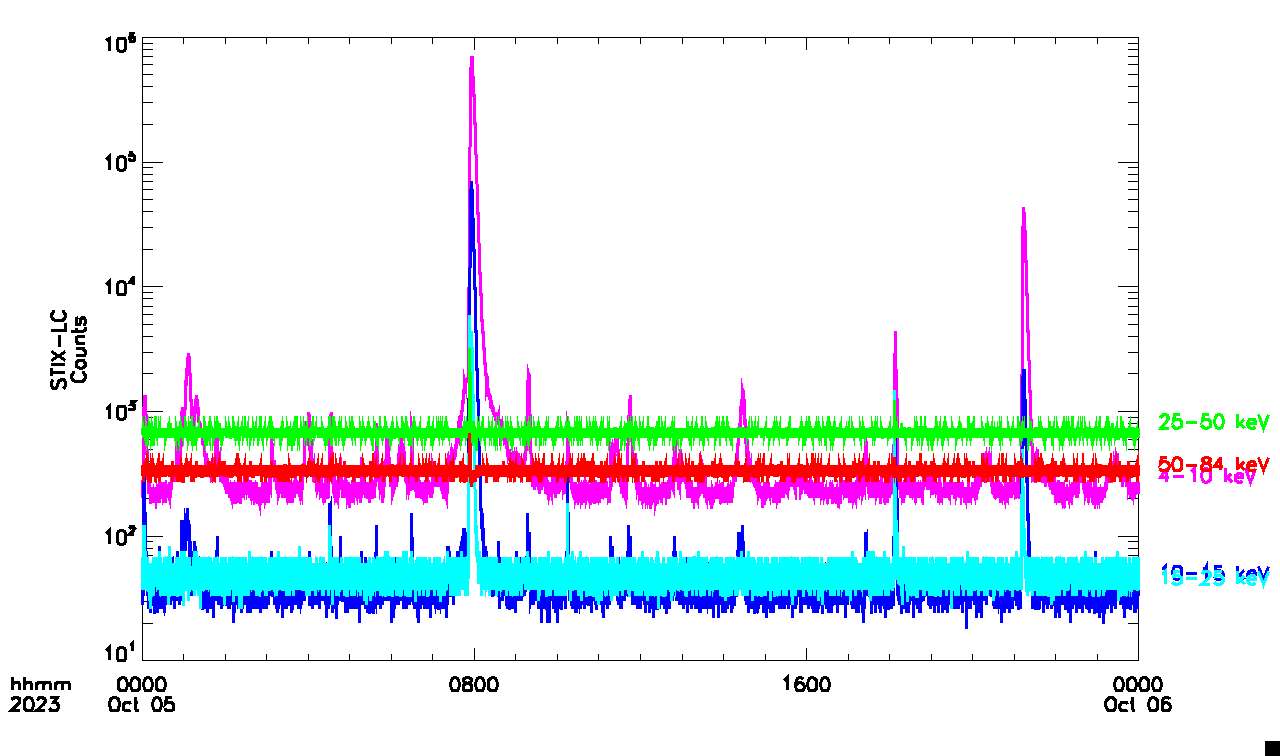 10⁶
10⁵
10⁴
10³
10²
10¹
STIX-LC
Counts
25-50 keV
50-84 keV
4-10 keV
10-15 keV
15-25 keV
hhmm 0000 0800 1600 0000
2023 Oct 05 Oct 06